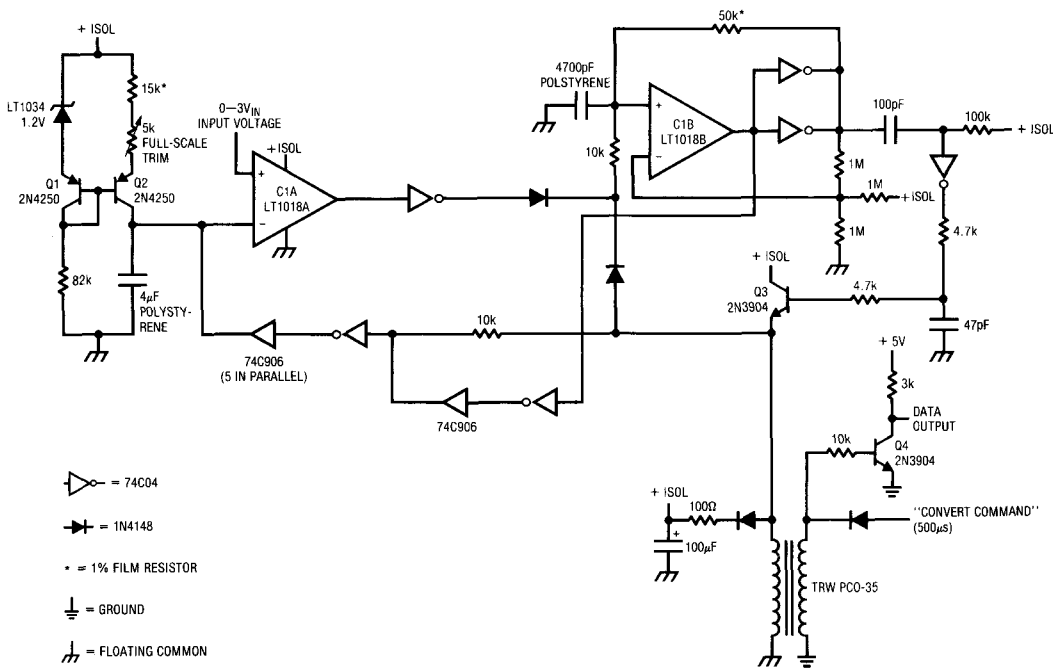 + ISOL
15k*
LT1034
1.2V
5k
FULL-SCALE
TRIM
Q1
2N4250
Q2
2N4250
82k
4µF
POLYSTY-
RENE
0–3VIN
INPUT VOLTAGE
+ISOL
+
C1A
LT1018A
−
74C906
(5 IN PARALLEL)
10k
74C906
50k*
4700pF
POLSTYRENE
10k
+
C1B
LT1018B
−
100pF
100k
+ ISOL
1M
1M
+ISOL
1M
4.7k
+ ISOL
Q3
2N3904
4.7k
47pF
+ 5V
3k
DATA
OUTPUT
10k
Q4
2N3904
+ ISOL
100Ω
+
100µF
"CONVERT COMMAND"
(500µs)
TRW PCO-35
= 74C04
= 1N4148
* = 1% FILM RESISTOR
= GROUND
= FLOATING COMMON